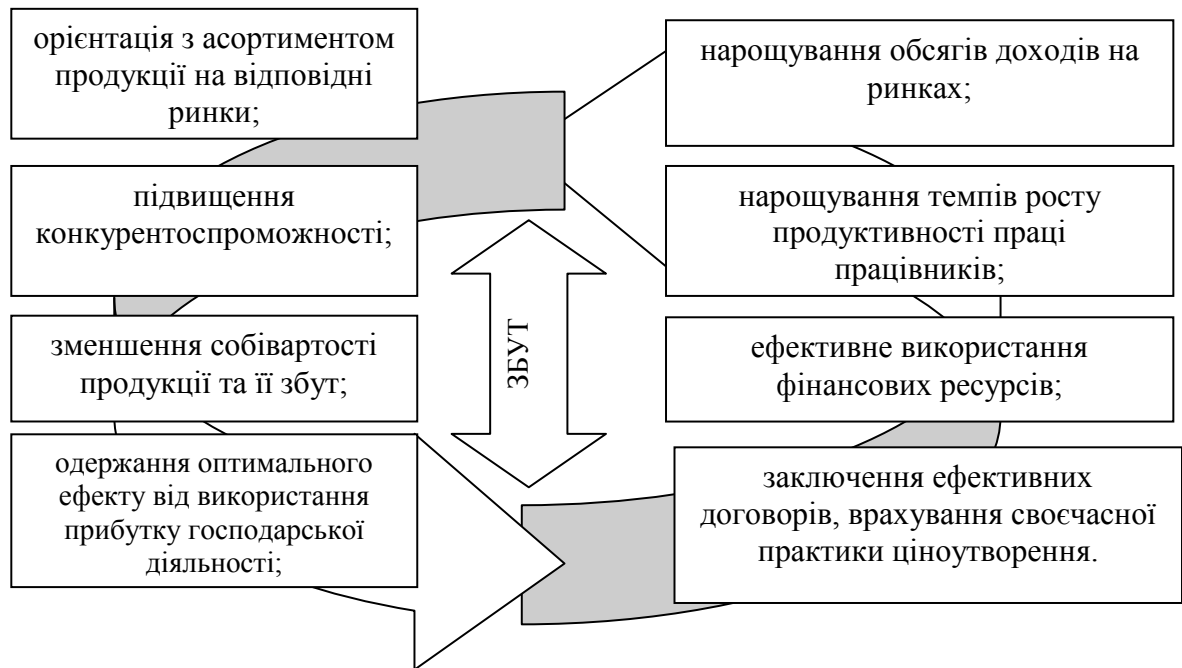 орієнтація з асортиментом
продукції на відповідні
ринки;
підвищення
конкурентоспроможності;
зменшення собівартості
продукції та її збут;
одержання оптимального
ефекту від використання
прибутку господарської
діяльності;
ЗБУТ
нарощування обсягів доходів на
ринках;
нарощування темпів росту
продуктивності праці
працівників;
ефективне використання
фінансових ресурсів;
заключення ефективних
договорів, врахування своєчасної
практики ціноутворення.